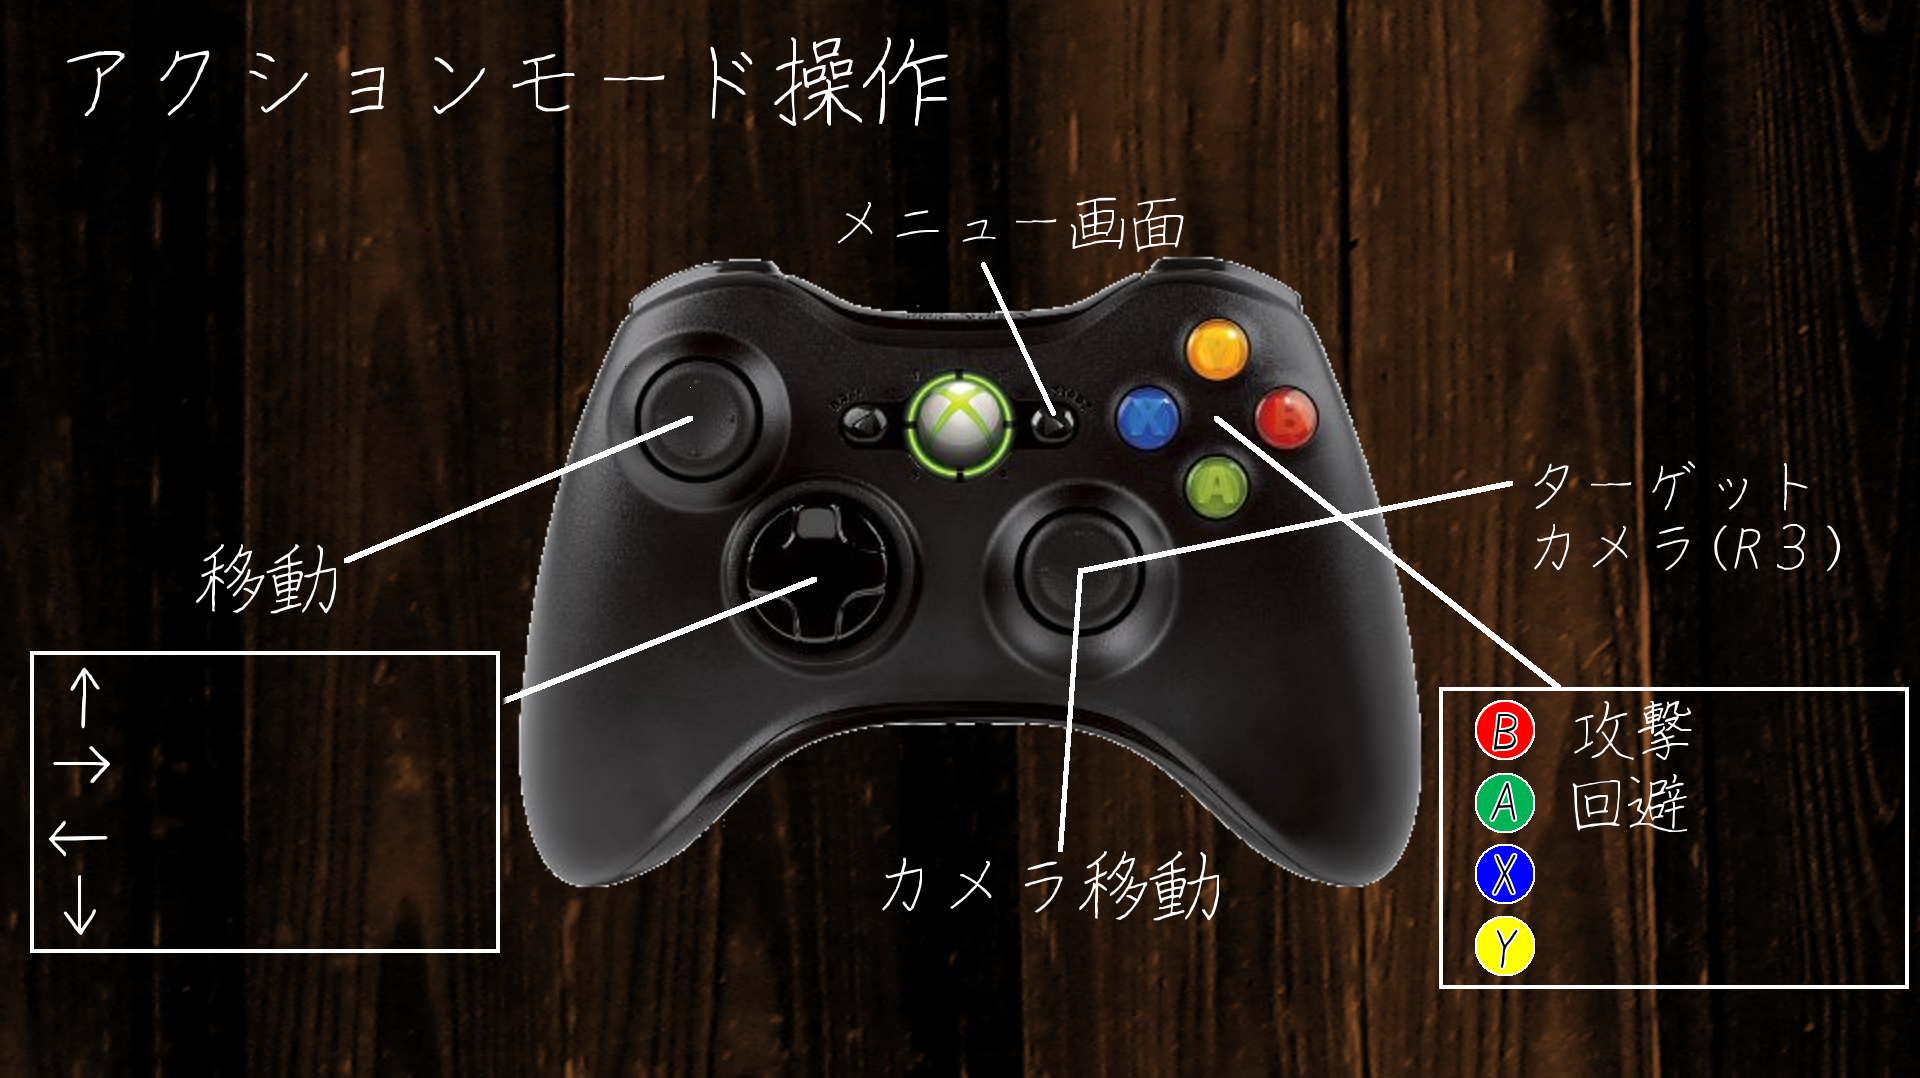 アクションモード操作
メニュー画面
Y
X
B
A
ターゲット
カメラ(R3)
移動
↑
→
←
↓
B 攻撃
A 回避
X
Y
カメラ移動